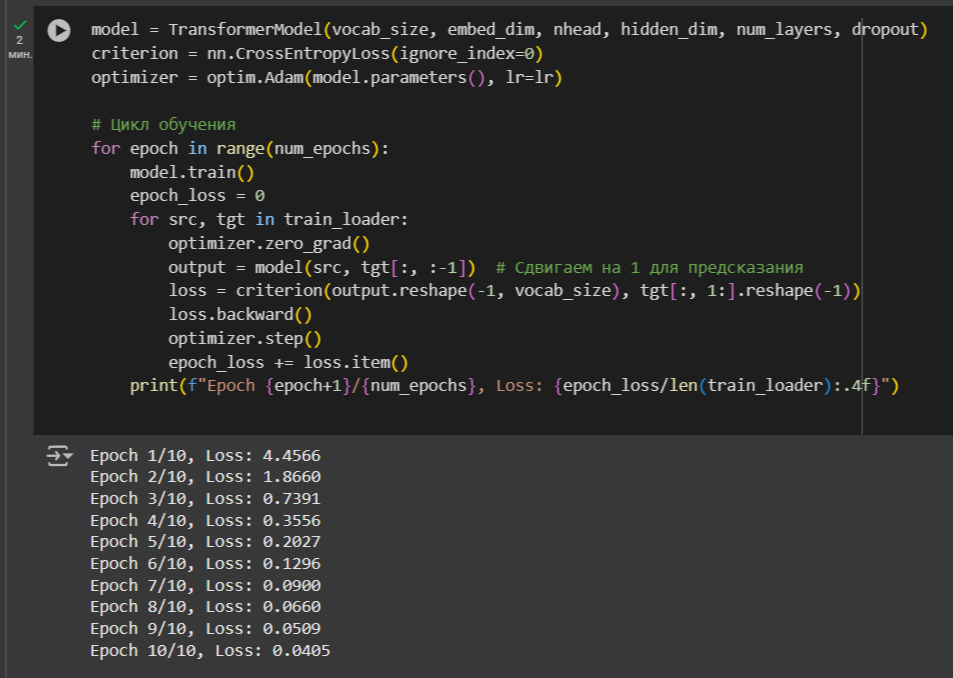 2
мин.
model = TransformerModel(vocab_size, embed_dim, nhead, hidden_dim, num_layers, dropout)
criterion = nn.CrossEntropyLoss(ignore_index=0)
optimizer = optim.Adam(model.parameters(), lr=lr)
# Цикл обучения
for epoch in range(num_epochs):
    model.train()
    epoch_loss = 0
    for src, tgt in train_loader:
        optimizer.zero_grad()
        output = model(src, tgt[:, :-1])  # Сдвигаем на 1 для предсказания
        loss = criterion(output.reshape(-1, vocab_size), tgt[:, 1:].reshape(-1))
        loss.backward()
        optimizer.step()
        epoch_loss += loss.item()
    print(f"Epoch {epoch+1}/{num_epochs}, Loss: {epoch_loss/len(train_loader):.4f}")
Epoch 1/10, Loss: 4.4566
Epoch 2/10, Loss: 1.8660
Epoch 3/10, Loss: 0.7391
Epoch 4/10, Loss: 0.3556
Epoch 5/10, Loss: 0.2027
Epoch 6/10, Loss: 0.1296
Epoch 7/10, Loss: 0.0900
Epoch 8/10, Loss: 0.0660
Epoch 9/10, Loss: 0.0509
Epoch 10/10, Loss: 0.0405